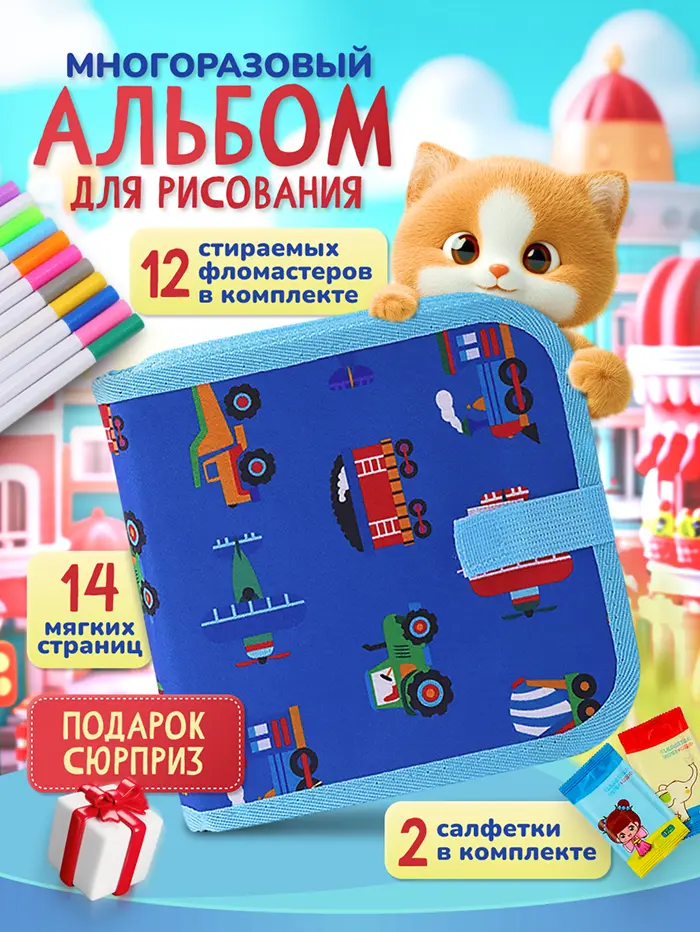 МНОГОРАЗОВЫЙ
АЛЬБОМ
ДЛЯ РИСОВАНИЯ
12 стираемых
фломастеров
в комплекте
14
мягких
страниц
ПОДАРОК
СЮРПРИЗ
2 салфетки
в комплекте